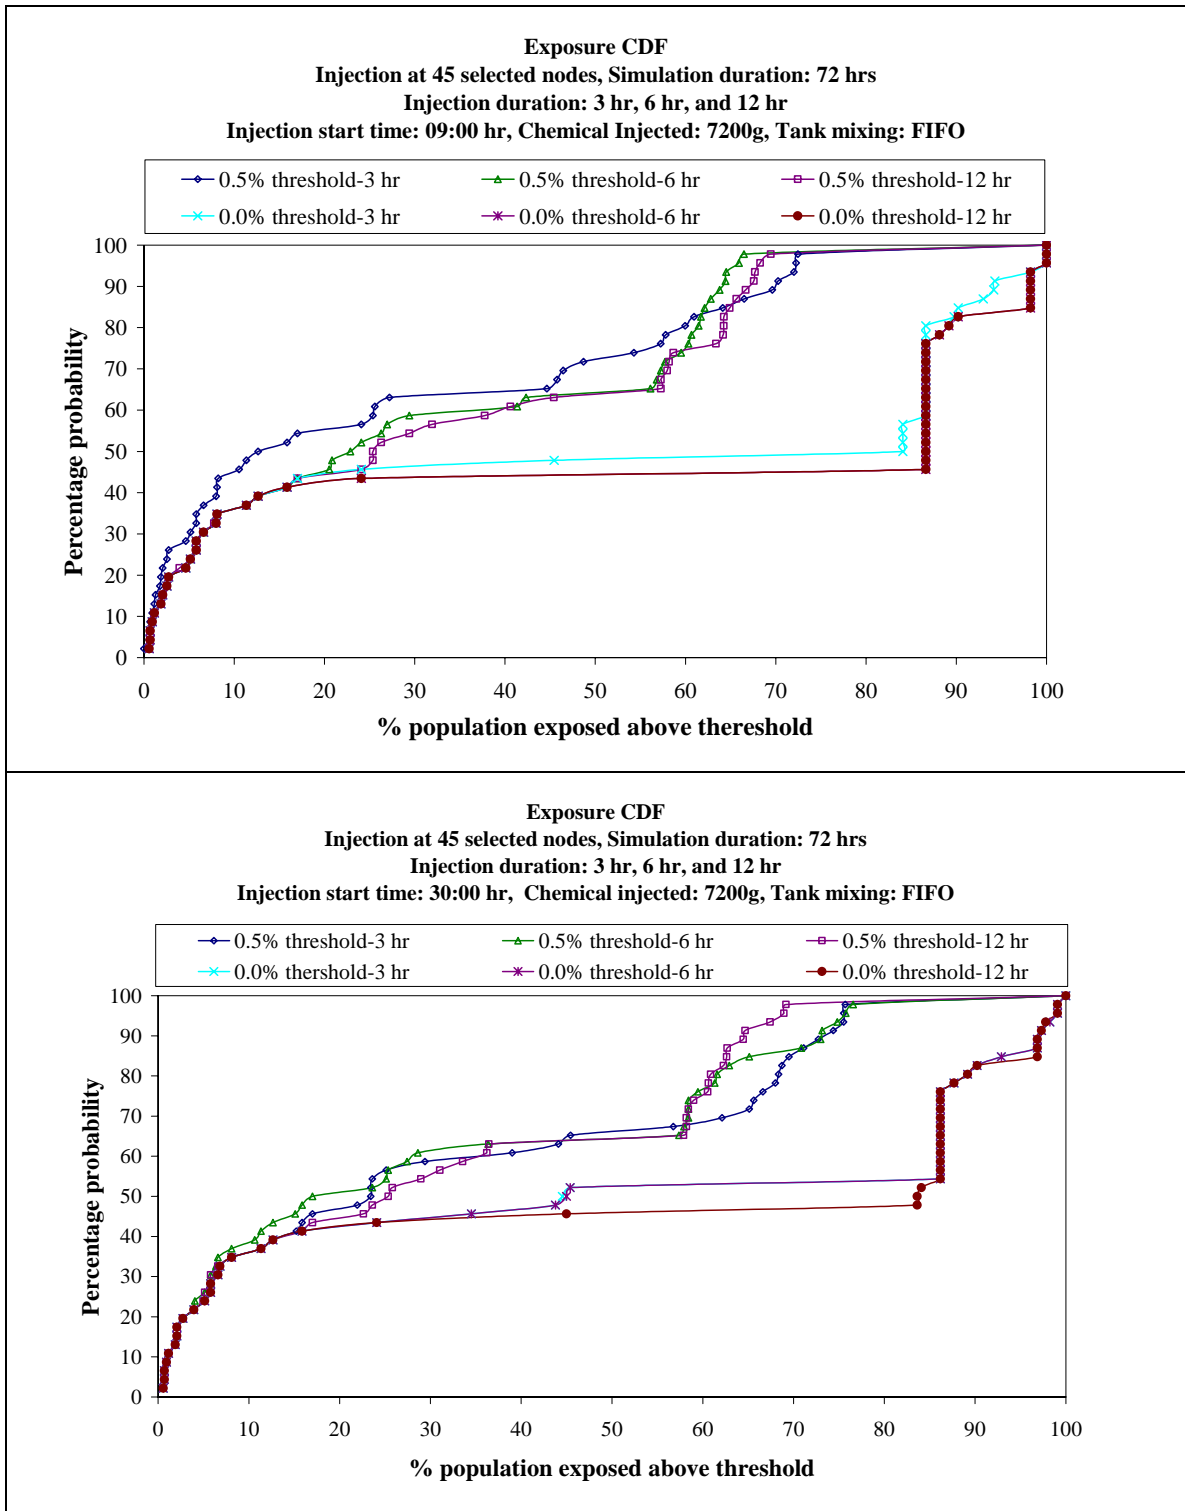 Exposure CDF
Injection at 45 selected nodes, Simulation duration: 72 hrs
Injection duration: 3 hr, 6 hr, and 12 hr
Injection start time: 09:00 hr, Chemical Injected: 7200g, Tank mixing: FIFO
0.5% threshold-3 hr 0.5% threshold-6 hr 0.5% threshold-12 hr
0.0% threshold-3 hr 0.0% threshold-6 hr 0.0% threshold-12 hr
100
90
80
70
60
50
40
30
20
10
0
Percentage probability
0 10 20 30 40 50 60 70 80 90 100
% population exposed above thereshold
Exposure CDF
Injection at 45 selected nodes, Simulation duration: 72 hrs
Injection duration: 3 hr, 6 hr, and 12 hr
Injection start time: 30:00 hr, Chemical injected: 7200g, Tank mixing: FIFO
0.5% threshold-3 hr 0.5% threshold-6 hr 0.5% threshold-12 hr
0.0% thershold-3 hr 0.0% threshold-6 hr 0.0% threshold-12 hr
100
90
80
70
60
50
40
30
20
10
0
Percentage probability
0 10 20 30 40 50 60 70 80 90 100
% population exposed above threshold